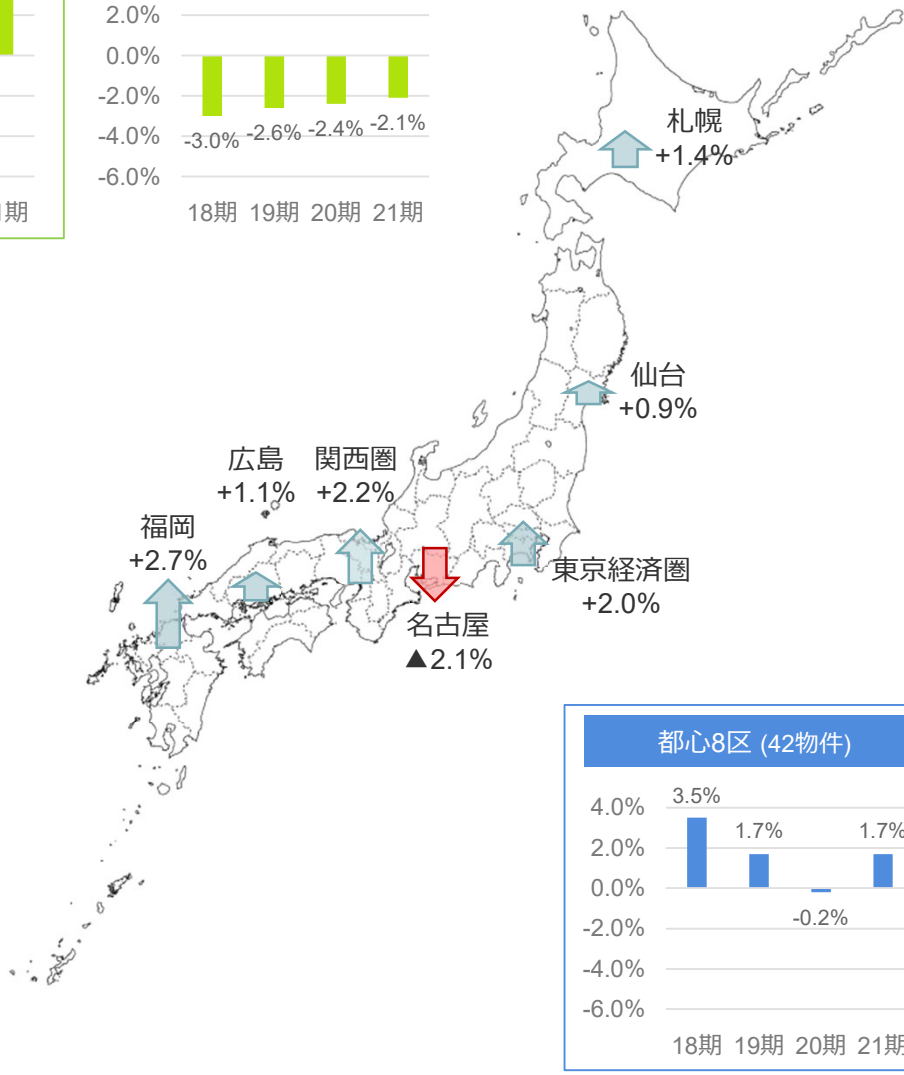 2.0%
0.0%
-2.0%
-4.0%
-6.0%
-3.0%
-2.6%
-2.4%
-2.1%
18期 19期 20期 21期
期
札幌
+1.4%
仙台
+0.9%
広島
+1.1%
関西圏
+2.2%
福岡
+2.7%
東京経済圏
+2.0%
名古屋
▲2.1%
都心8区 (42物件)
4.0%
2.0%
0.0%
-2.0%
-4.0%
-6.0%
3.5%
1.7%
-0.2%
1.7%
18期 19期 20期 21期